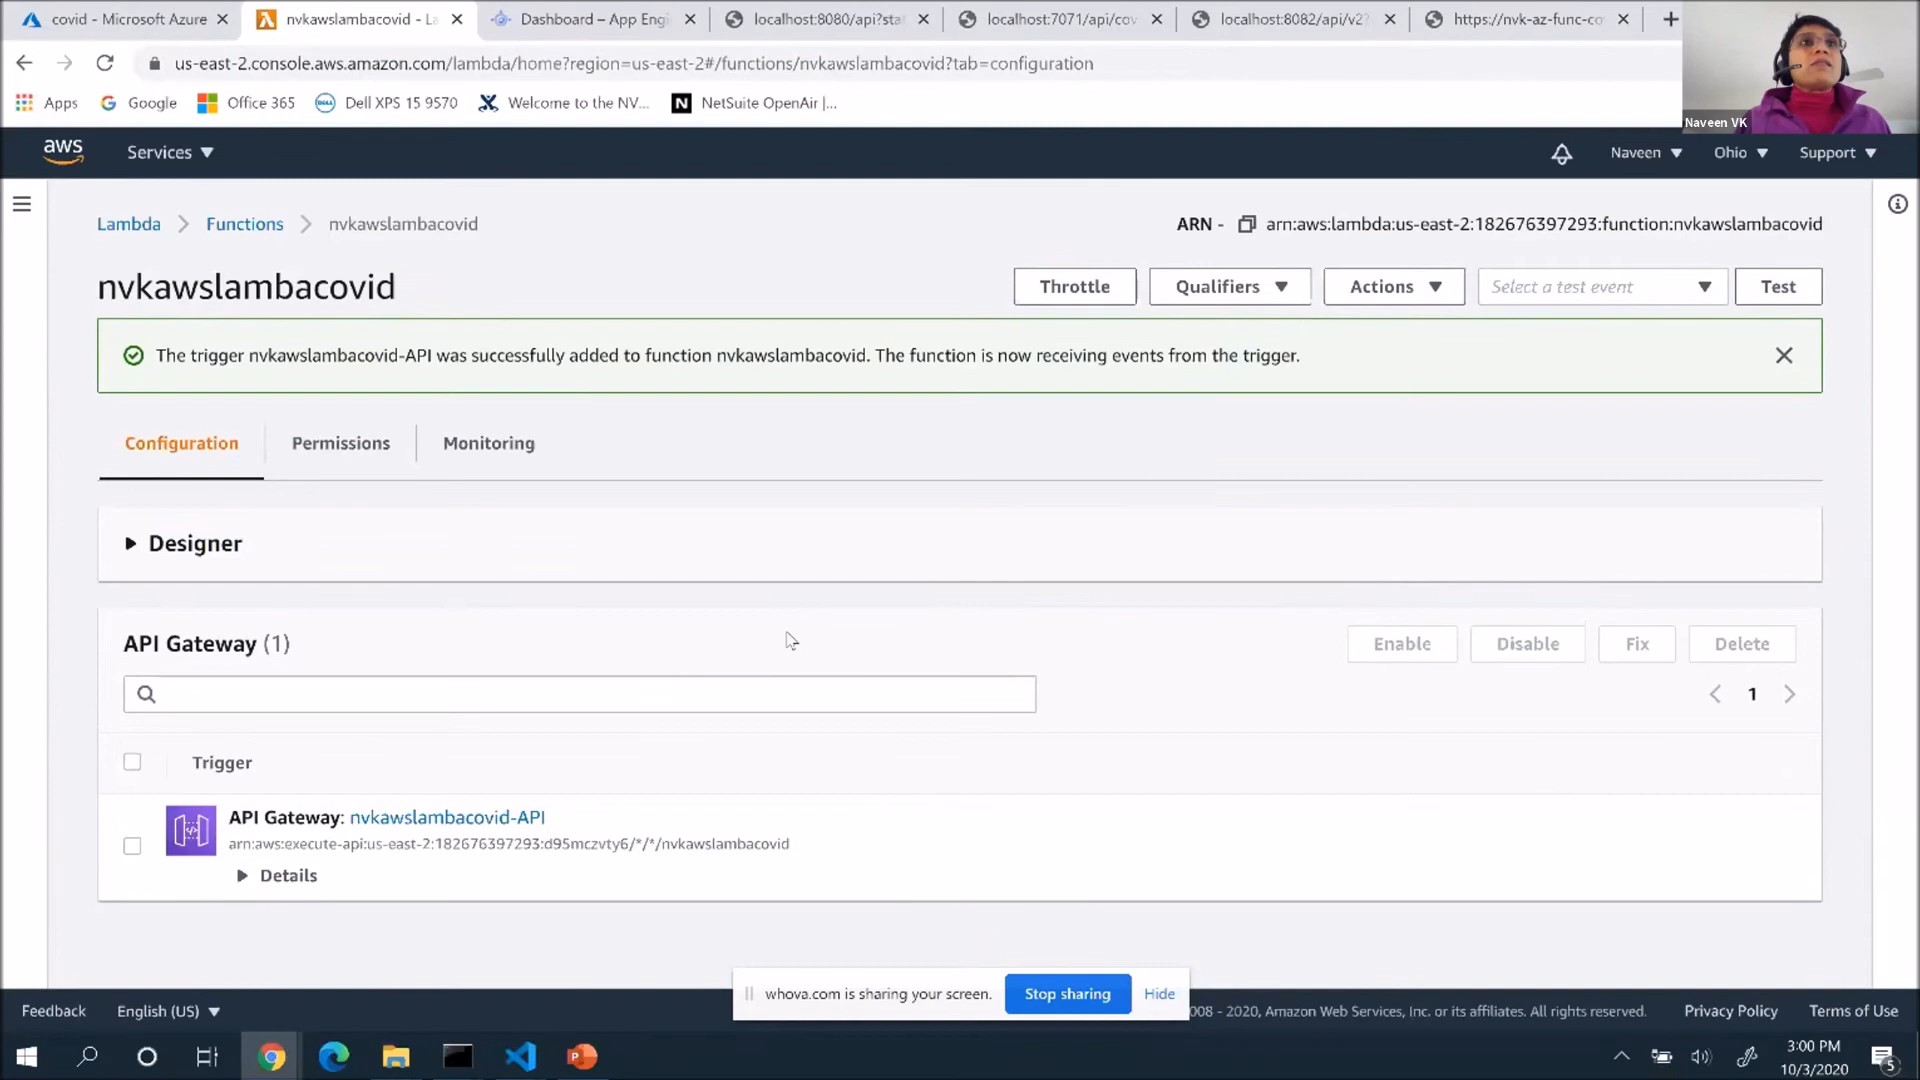 covid - Microsoft Azure
nvkawslambacovid - La
Dashboard – App Engi
localhost:8080/api?sta
localhost:7071/api/cov
localhost:8082/api/v2?
https://nvk-az-func-co
us-east-2.console.aws.amazon.com/lambda/home?region=us-east-2#/functions/nvkawslambacovid?tab=configuration
Apps
Google
Office 365
Dell XPS 15 9570
Welcome to the NV...
NetSuite OpenAir |...
Naveen VK
aws
Services
Naveen
Ohio
Support
Lambda
Functions
nvkawslambacovid
ARN - arn:aws:lambda:us-east-2:182676397293:function:nvkawslambacovid
nvkawslambacovid
Throttle
Qualifiers
Actions
Select a test event
Test
The trigger nvkawslambacovid-API was successfully added to function nvkawslambacovid. The function is now receiving events from the trigger.
Configuration
Permissions
Monitoring
Designer
API Gateway (1)
Enable
Disable
Fix
Delete
1
Trigger
API Gateway: nvkawslambacovid-API
arn:aws:execute-api:us-east-2:182676397293:d95mczvty6/*/*/nvkawslambacovid
Details
whova.com is sharing your screen.
Stop sharing
Hide
Feedback
English (US)
008 - 2020, Amazon Web Services, Inc. or its affiliates. All rights reserved.
Privacy Policy
Terms of Use
3:00 PM
10/3/2020
5